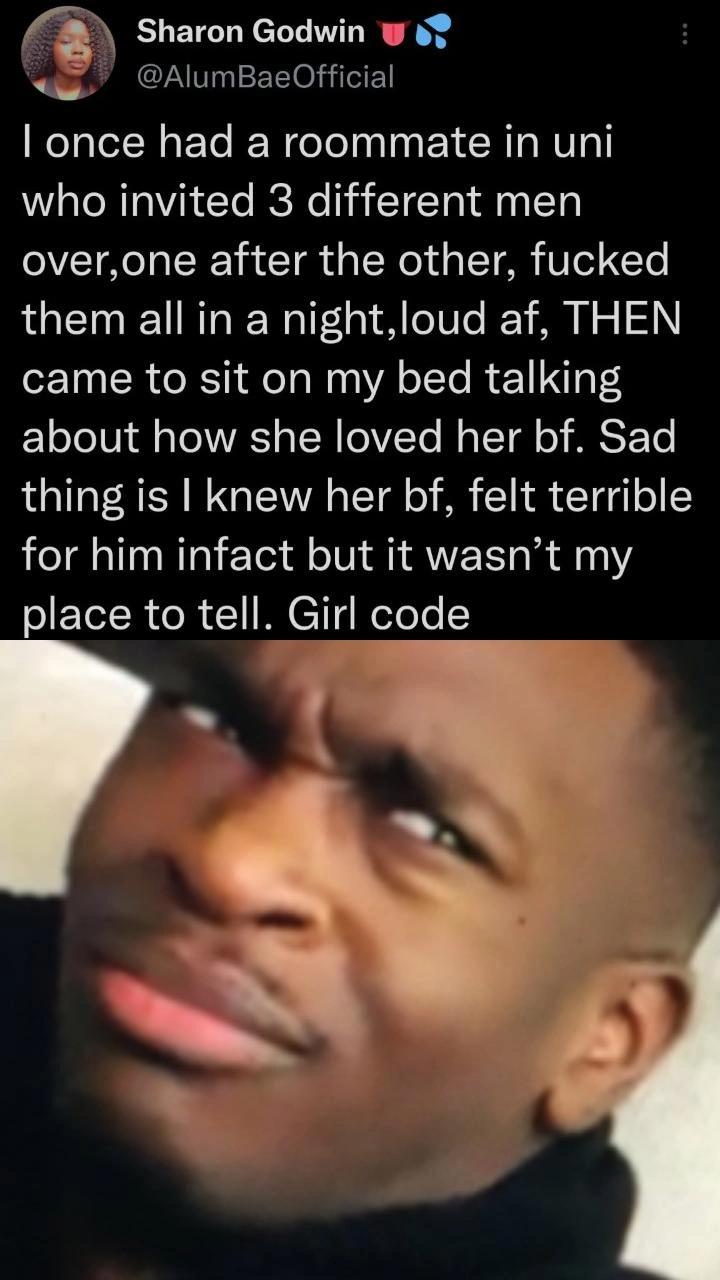 Sharon Godwin 👅💦
@AlumBaeOfficial
I once had a roommate in uni
who invited 3 different men
over,one after the other, fucked
them all in a night,loud af, THEN
came to sit on my bed talking
about how she loved her bf. Sad
thing is I knew her bf, felt terrible
for him infact but it wasn’t my
place to tell. Girl code